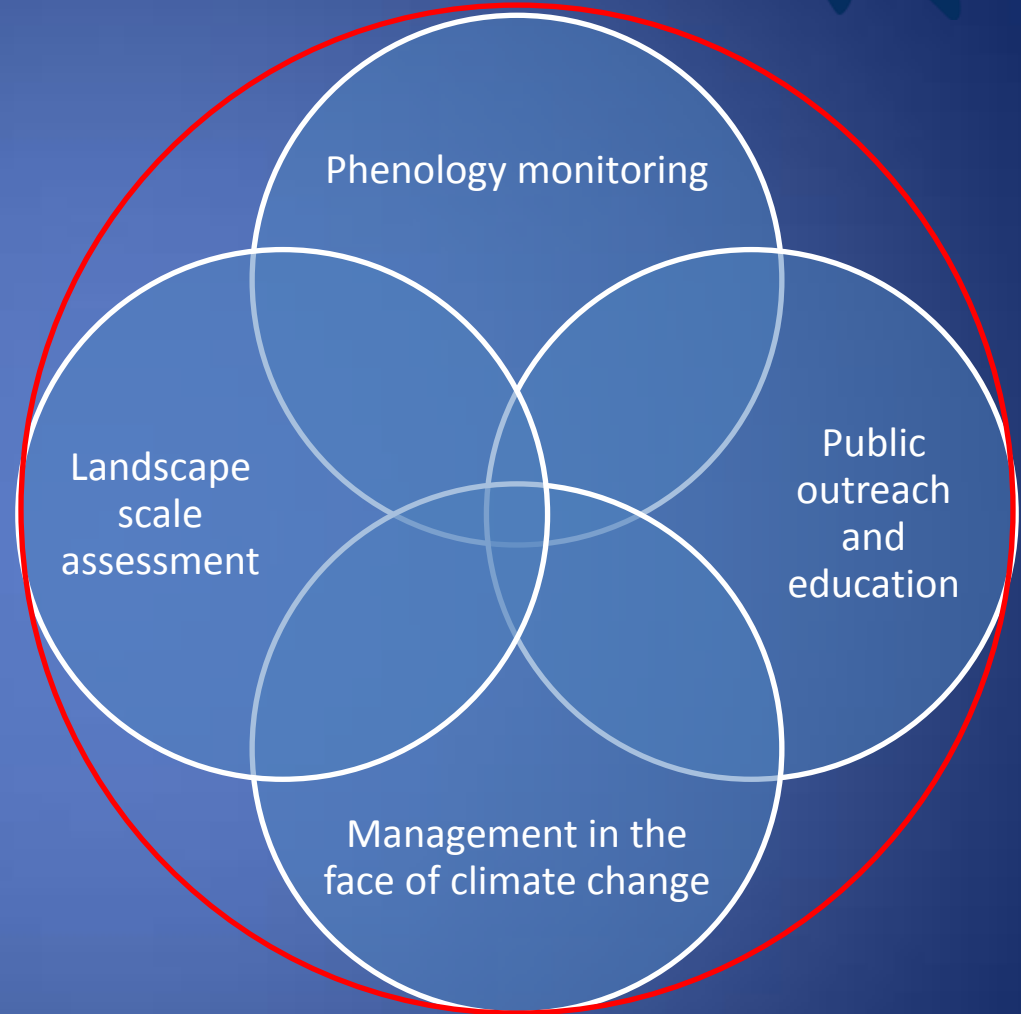 Phenology monitoring
Landscape
scale
assessment
Public
outreach
and
education
Management in the
face of climate change